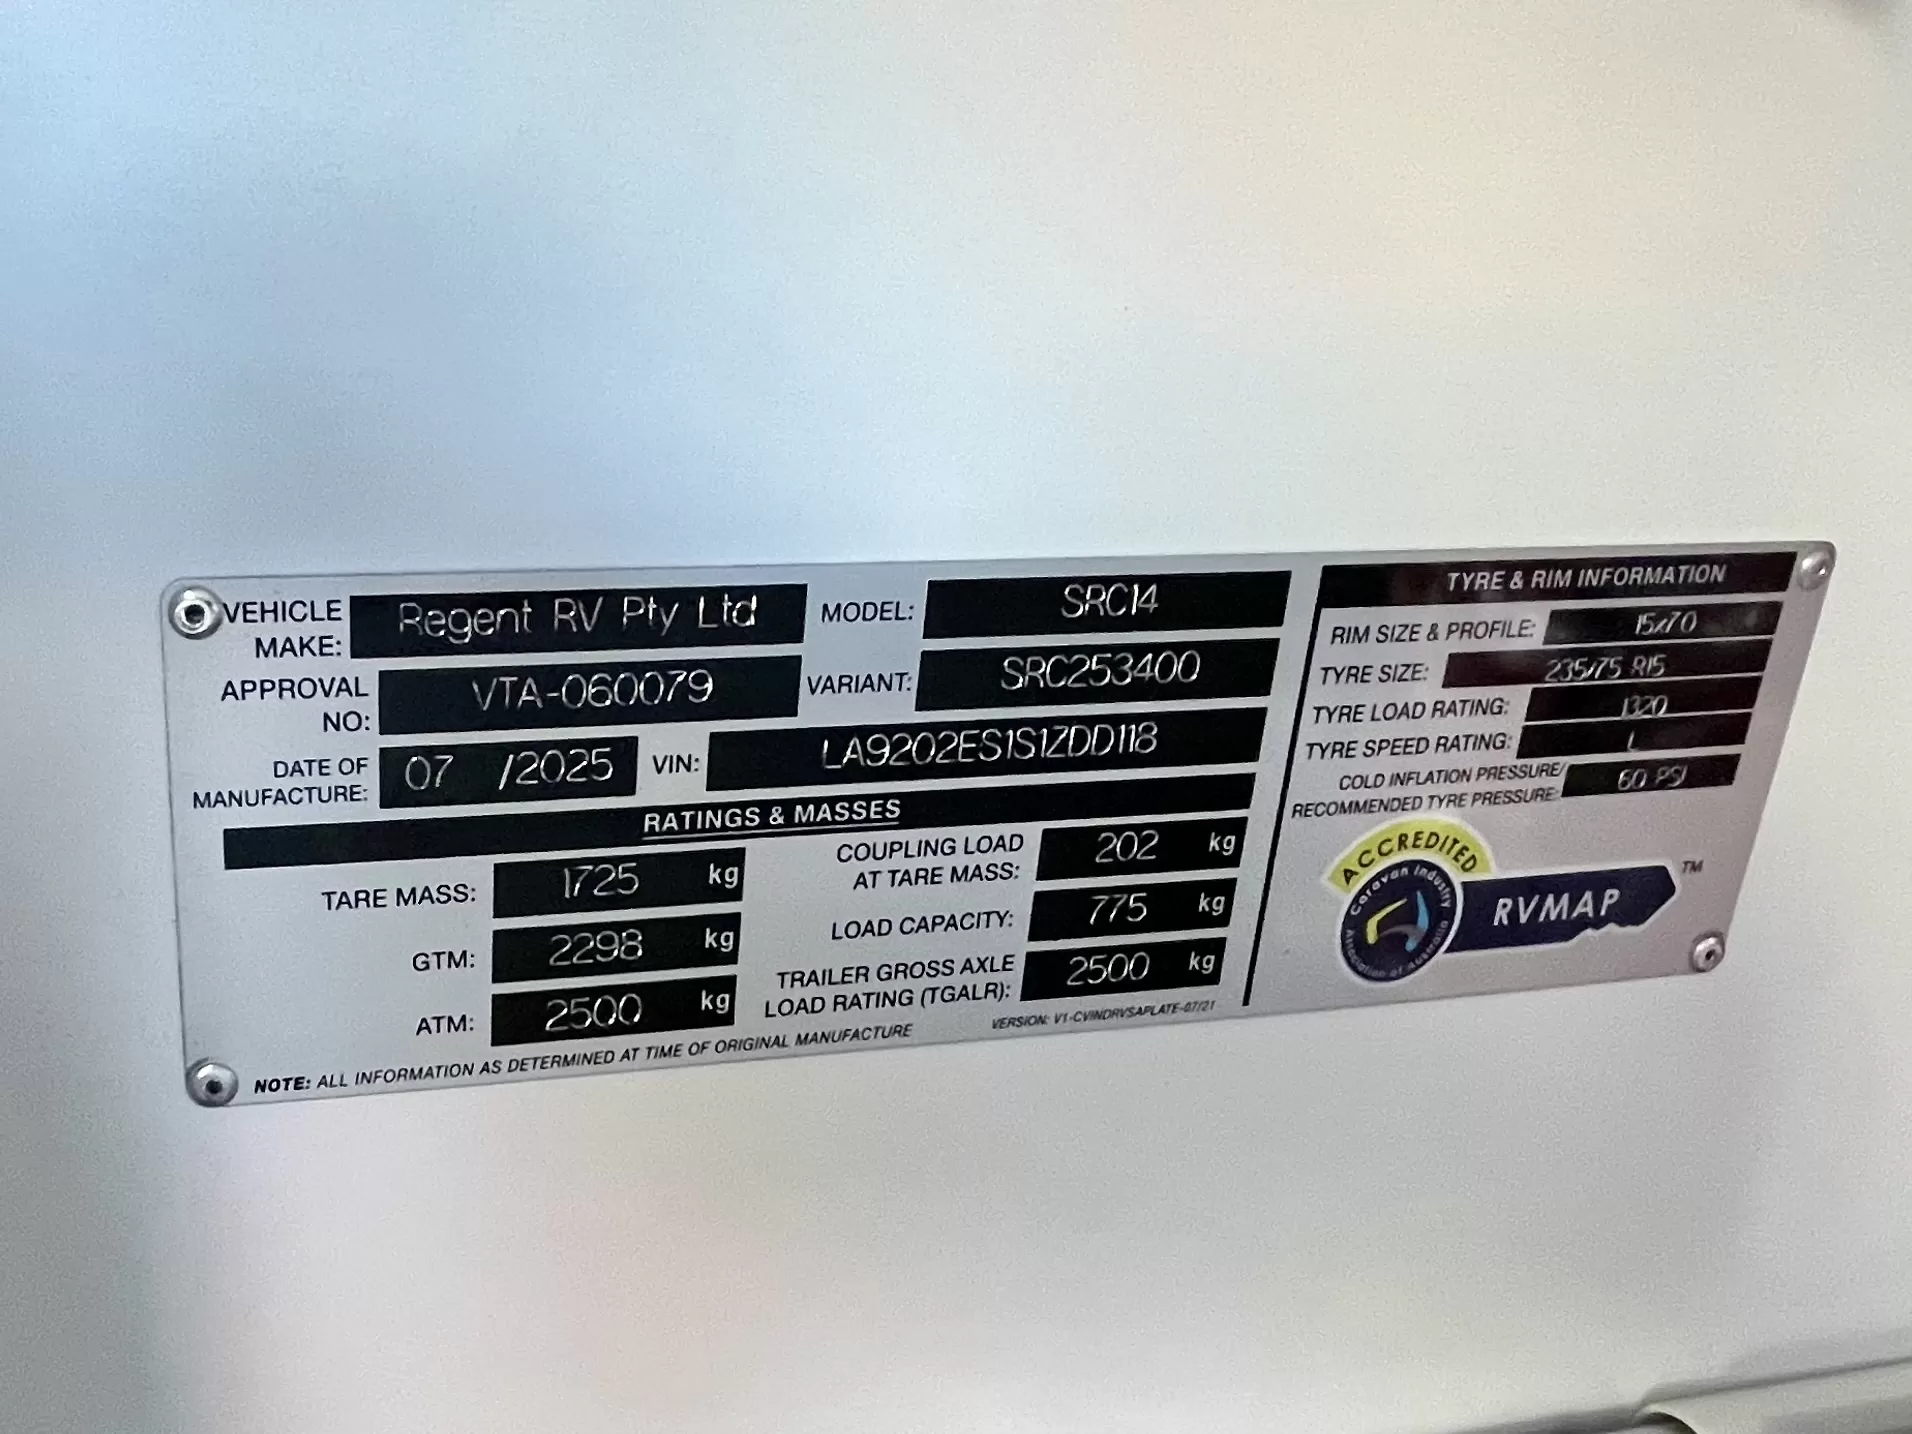 VEHICLE MAKE: Regent RV Pty Ltd MODEL: SRC14
APPROVAL NO: VTA-060079 VARIANT: SRC253400
DATE OF MANUFACTURE: 07 /2025 VIN: LA9202ES1S1ZDD118
RATINGS & MASSES
TARE MASS: 1725 kg COUPLING LOAD AT TARE MASS: 202 kg
GTM: 2298 kg LOAD CAPACITY: 775 kg
ATM: 2500 kg TRAILER GROSS AXLE LOAD RATING (TGALR): 2500 kg
NOTE: ALL INFORMATION AS DETERMINED AT TIME OF ORIGINAL MANUFACTURE VERSION: V1-CVINDRVSAPLATE-07/21
TYRE & RIM INFORMATION
RIM SIZE & PROFILE: 15x7.0
TYRE SIZE: 235/75 R15
TYRE LOAD RATING: 1320
TYRE SPEED RATING: L
COLD INFLATION PRESSURE/
RECOMMENDED TYRE PRESSURE: 60 PSI
ACCREDITED
Caravan Industry Association of Australia
RVMAP™